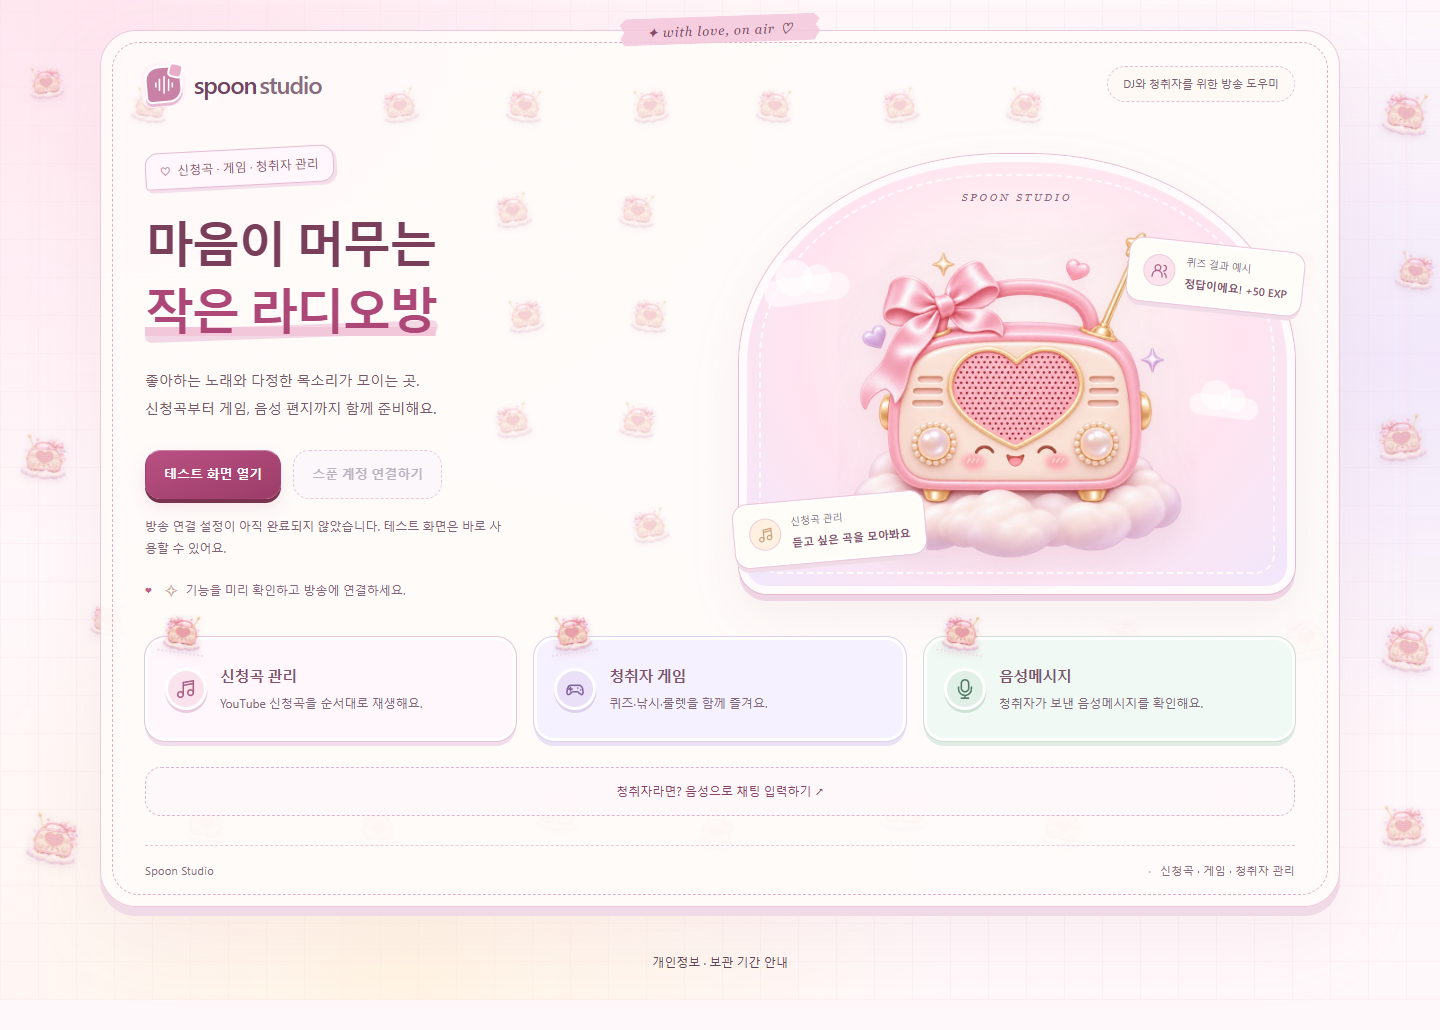 ✦ with love, on air ♡
spoon studio
DJ와 청취자를 위한 방송 도우미
♡ 신청곡 · 게임 · 청취자 관리
마음이 머무는
작은 라디오방
좋아하는 노래와 다정한 목소리가 모이는 곳.
신청곡부터 게임, 음성 편지까지 함께 준비해요.
테스트 화면 열기
스푼 계정 연결하기
방송 연결 설정이 아직 완료되지 않았습니다. 테스트 화면은 바로 사
용할 수 있어요.
♥ ✧ 기능을 미리 확인하고 방송에 연결하세요.
SPOON STUDIO
퀴즈 결과 예시
정답이에요! +50 EXP
신청곡 관리
듣고 싶은 곡을 모아봐요
신청곡 관리
YouTube 신청곡을 순서대로 재생해요.
청취자 게임
퀴즈·낚시·룰렛을 함께 즐겨요.
음성메시지
청취자가 보낸 음성메시지를 확인해요.
청취자라면? 음성으로 채팅 입력하기 ↗
Spoon Studio
· 신청곡 · 게임 · 청취자 관리
개인정보 · 보관 기간 안내